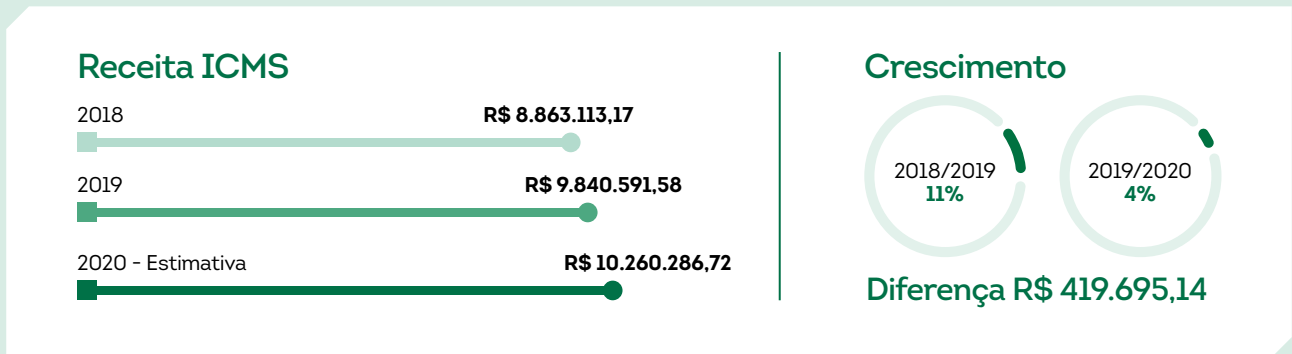 Receita ICMS
2018
R$ 8.863.113,17
2019
R$ 9.840.591,58
2020 - Estimativa
R$ 10.260.286,72
Crescimento
2018/2019
11%
2019/2020
4%
Diferença R$ 419.695,14